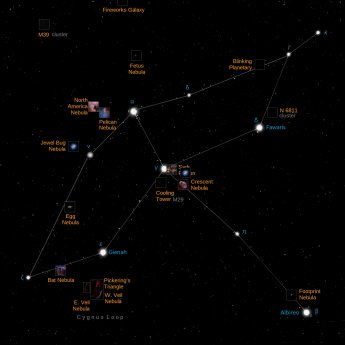 Fireworks Galaxy
M39 cluster
κ
ι
Fetus
Nebula
Blinking
Planetary
δ
North
America
Nebula
Pelican
Nebula
α
N 6811
cluster
Fawaris
Jewel Bug
Nebula
ν
γ
Crescent
Nebula
Cooling
Tower M29
Egg
Nebula
η
ε
Gienah
ζ
Bat Nebula
Pickering's
Triangle
W. Veil
Nebula
E. Veil
Nebula
Cygnus Loop
Footprint
Nebula
Albireo β